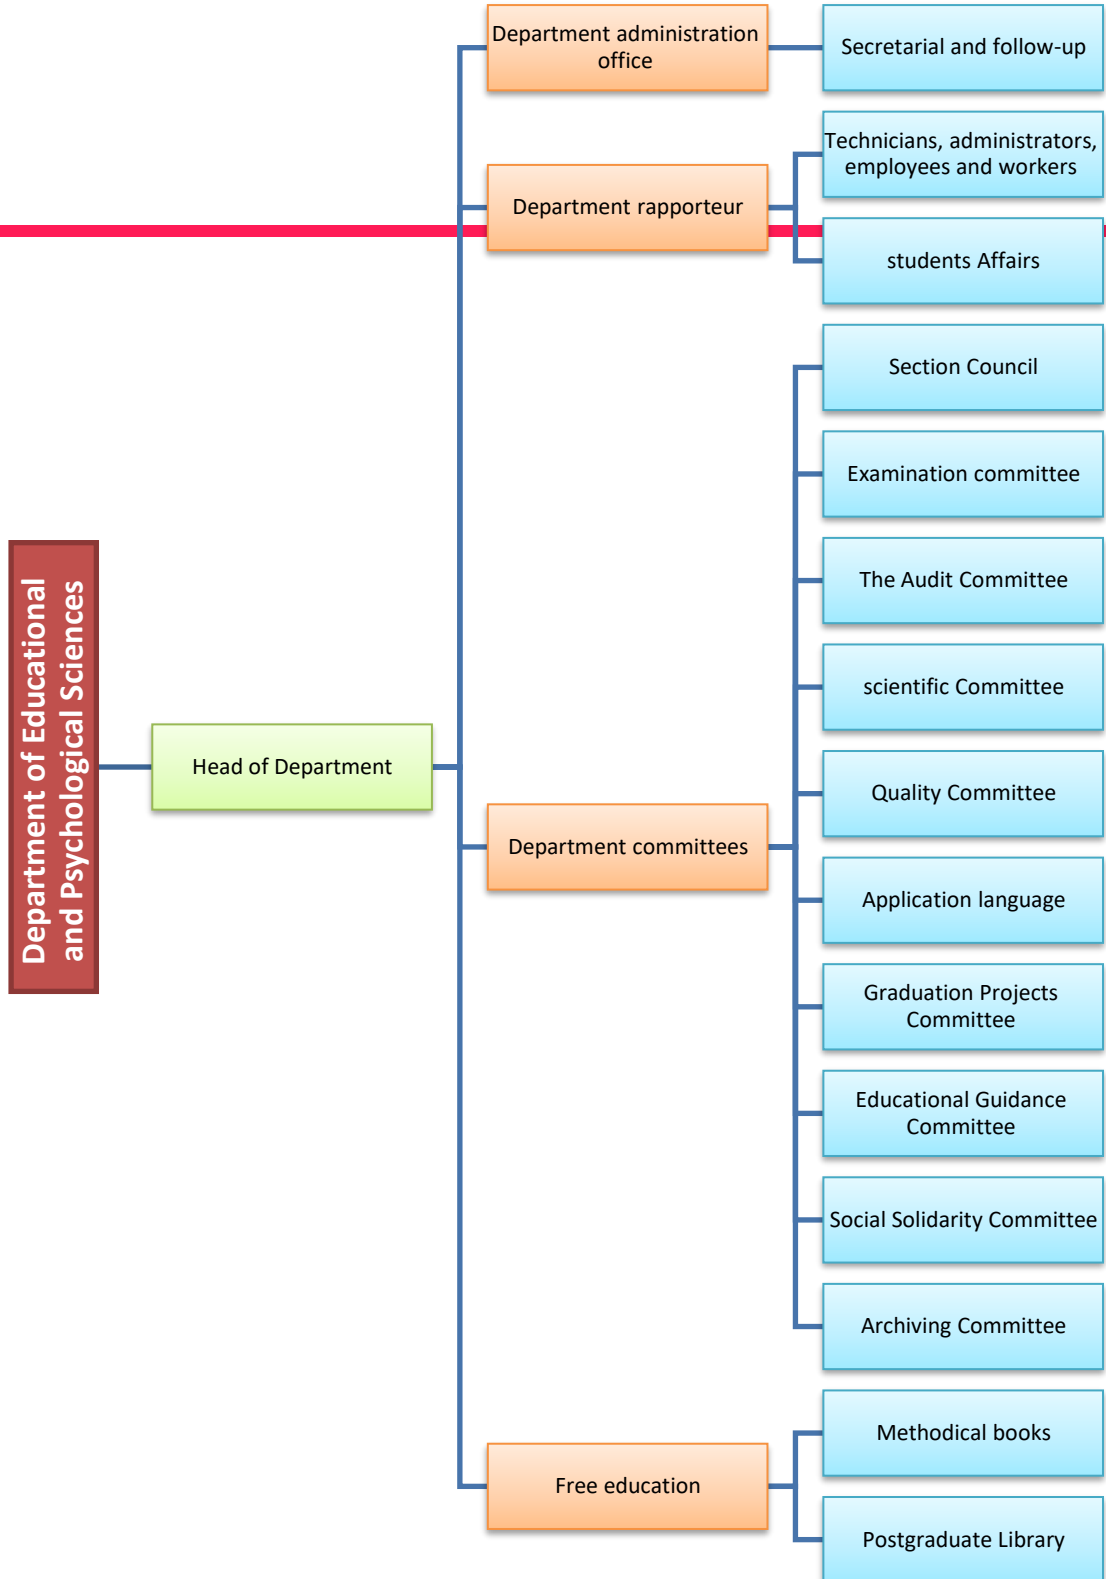 Department of Educational
and Psychological Sciences
Head of Department
Department administration
office
Secretarial and follow-up
Department rapporteur
Technicians, administrators,
employees and workers
students Affairs
Department committees
Section Council
Examination committee
The Audit Committee
scientific Committee
Quality Committee
Application language
Graduation Projects
Committee
Educational Guidance
Committee
Social Solidarity Committee
Archiving Committee
Free education
Methodical books
Postgraduate Library